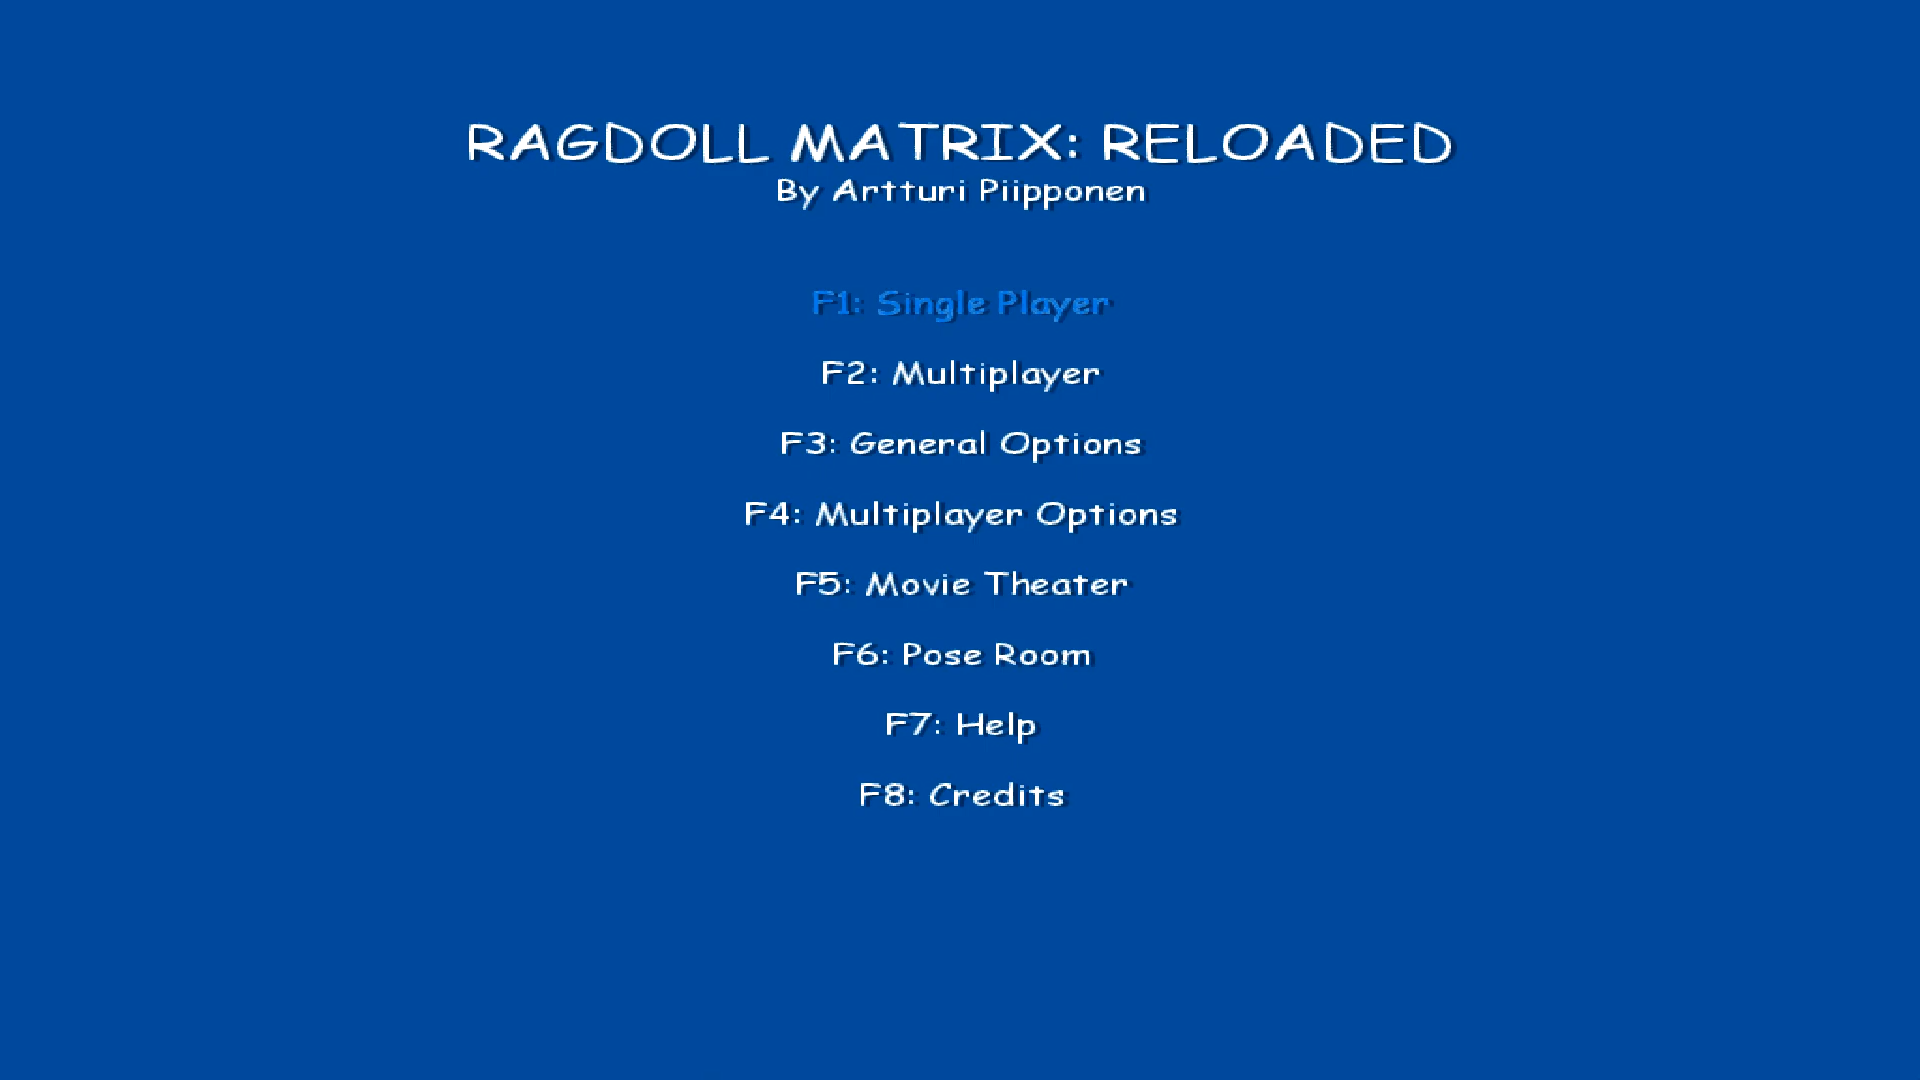 RAGDOLL MATRIX: RELOADED
By Artturi Piipponen
F1: Single Player
F2: Multiplayer
F3: General Options
F4: Multiplayer Options
F5: Movie Theater
F6: Pose Room
F7: Help
F8: Credits